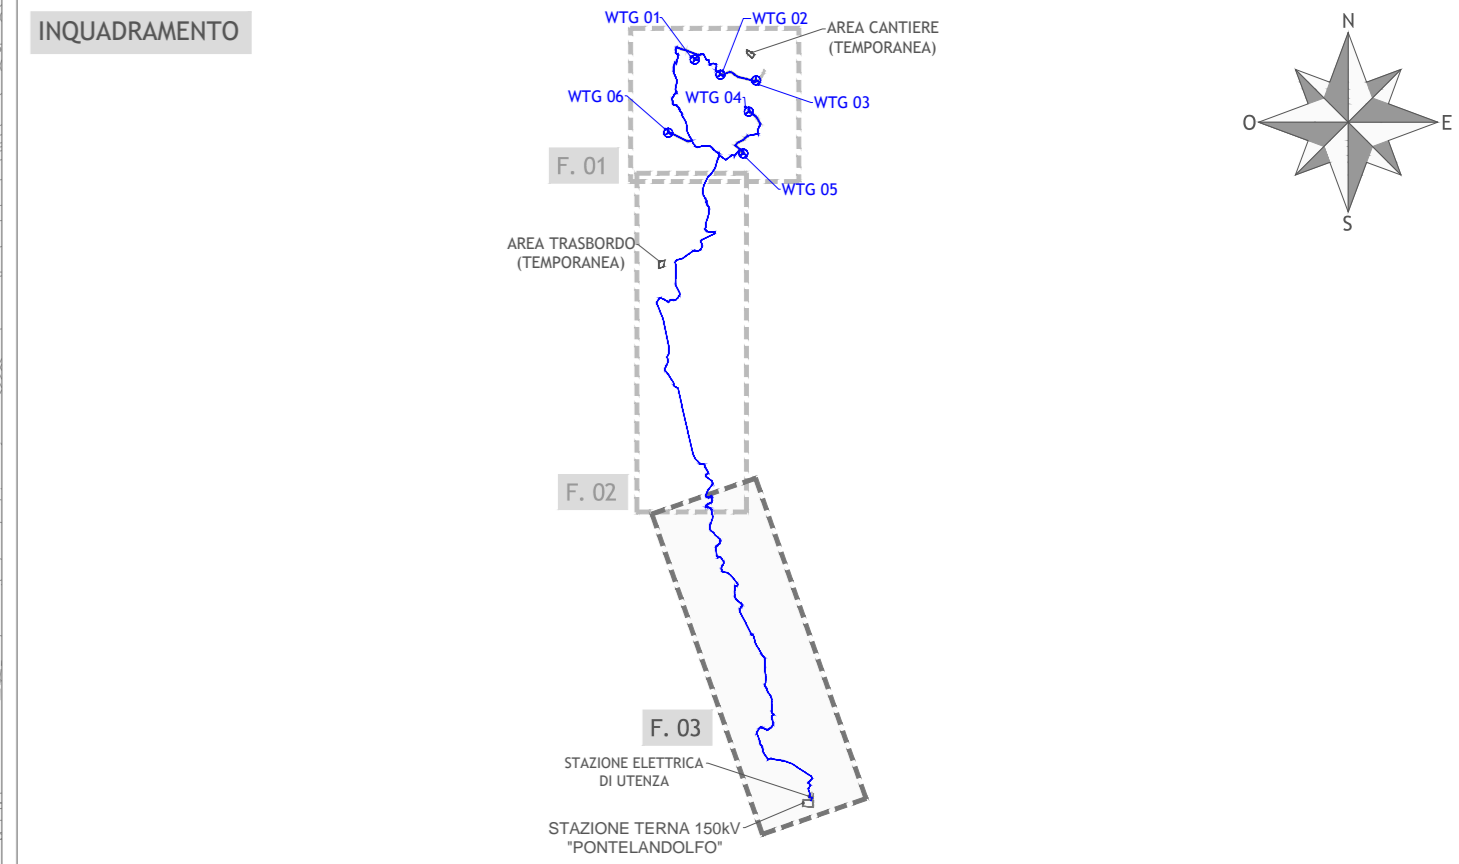 INQUADRAMENTO
WTG 01
WTG 02
AREA CANTIERE
(TEMPORANEA)
WTG 06
WTG 04
WTG 03
F. 01
WTG 05
AREA TRASBORDO
(TEMPORANEA)
F. 02
F. 03
STAZIONE ELETTRICA
DI UTENZA
STAZIONE TERNA 150kV
"PONTELANDOLFO"
N
O
E
S